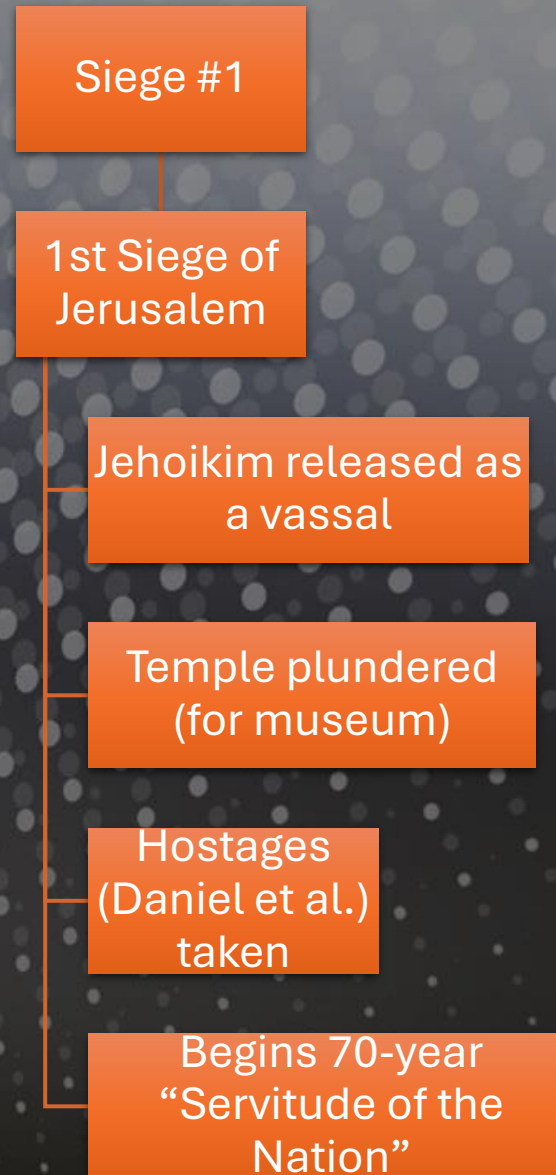 Siege #1
1st Siege of
Jerusalem
Jehoikim released as
a vassal
Temple plundered
(for museum)
Hostages
(Daniel et al.)
taken
Begins 70-year
“Servitude of the
Nation”